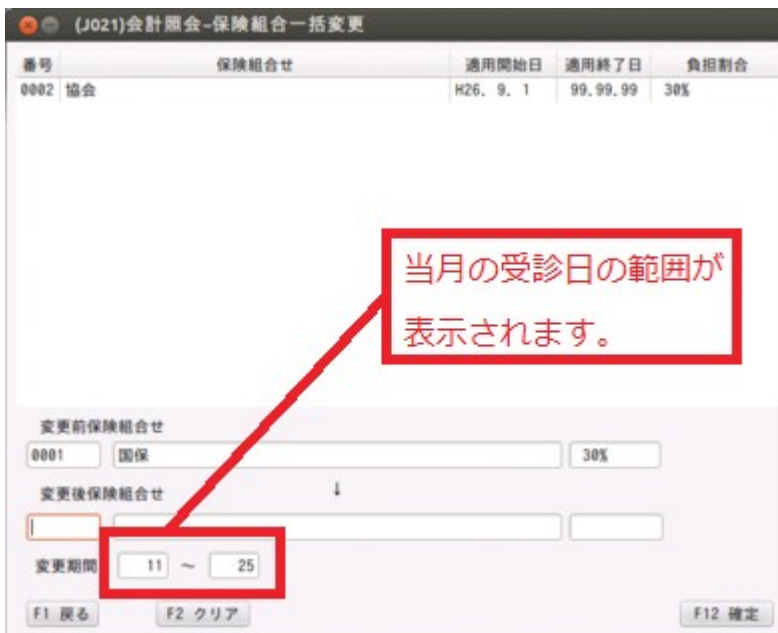 (J021)会計照会-保険組合一括変更
番号 保険組合せ 適用開始日 適用終了日 負担割合
0002 協会 H26. 9. 1 99.99.99 30%
当月の受診日の範囲が
表示されます。
変更前保険組合せ
0001 国保 30%
↓
変更後保険組合せ
変更期間 11 ～ 25
F1 戻る F2 クリア F12 確定